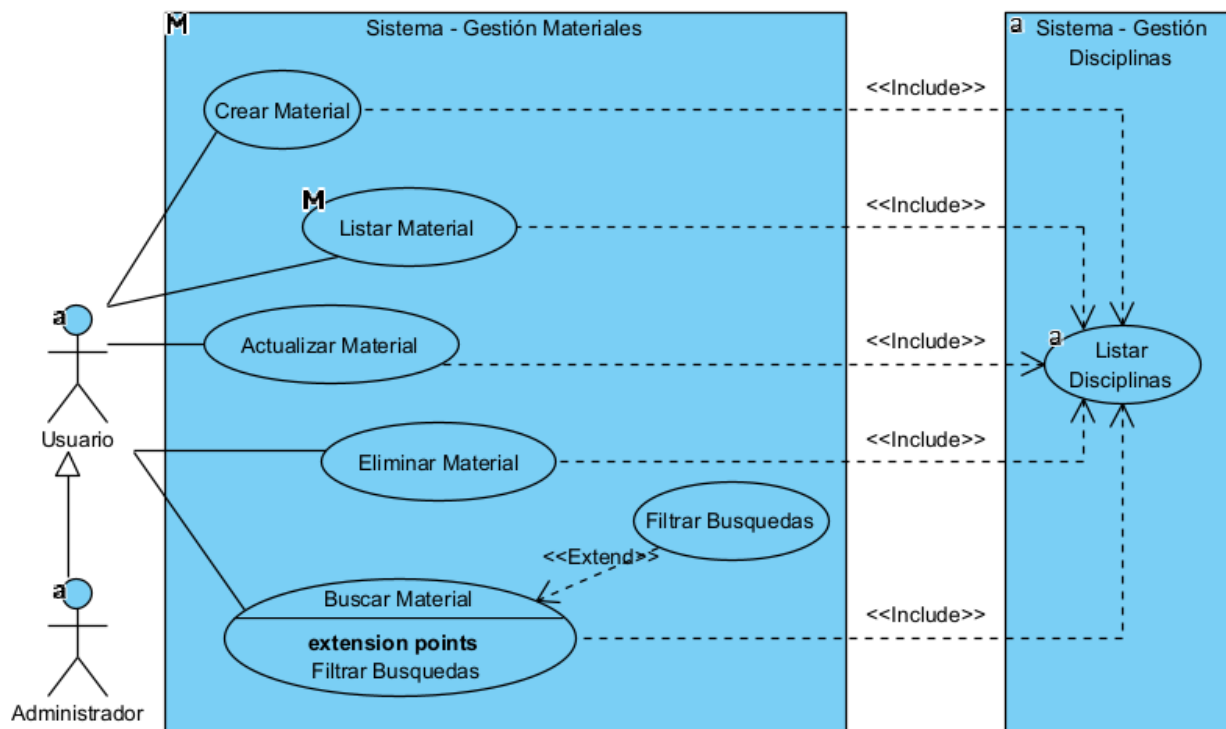 M
Sistema - Gestión Materiales
a
Sistema - Gestión
Disciplinas
<<Include>>
Crear Material
M
Listar Material
<<Include>>
a
Usuario
Actualizar Material
<<Include>>
a
Listar
Disciplinas
Eliminar Material
<<Include>>
Filtrar Busquedas
<<Extend>>
Buscar Material
extension points
Filtrar Busquedas
<<Include>>
a
Administrador